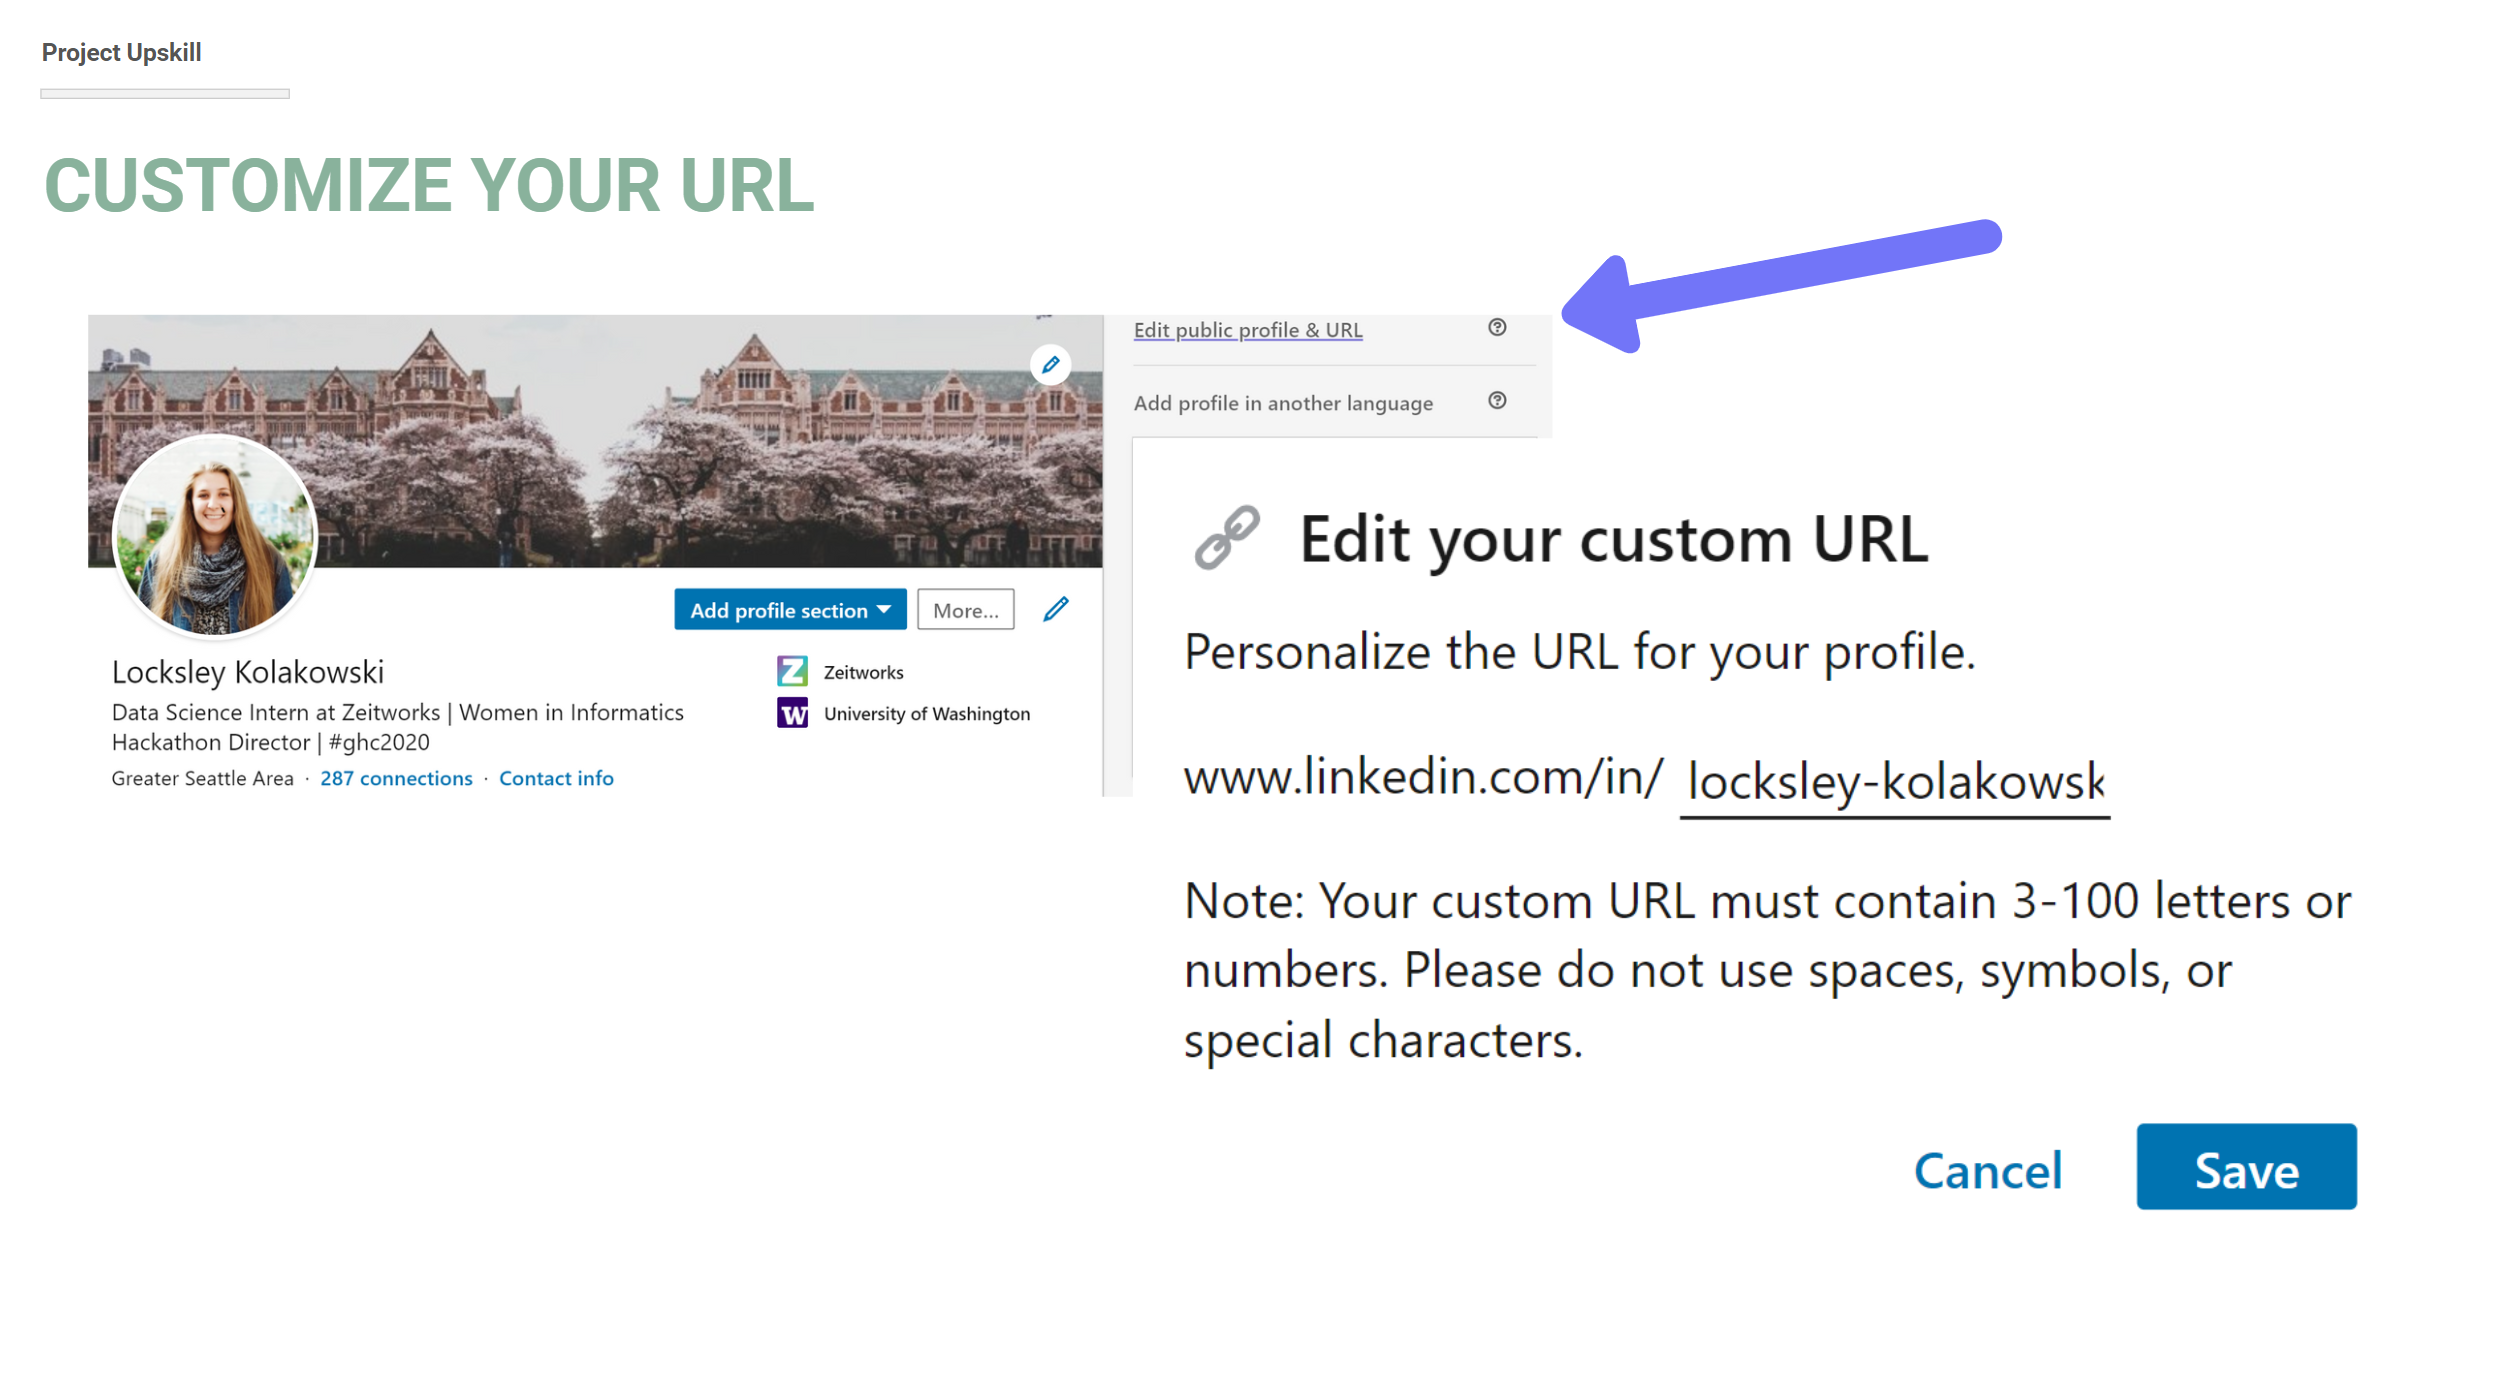 Project Upskill
CUSTOMIZE YOUR URL
Edit public profile & URL
Add profile in another language
Add profile section
More...
Locksley Kolakowski
Data Science Intern at Zeitworks | Women in Informatics
Hackathon Director | #ghc2020
Greater Seattle Area · 287 connections · Contact info
Z Zeitworks
W University of Washington
Edit your custom URL
Personalize the URL for your profile.
www.linkedin.com/in/ locksley-kolakowsk
Note: Your custom URL must contain 3-100 letters or
numbers. Please do not use spaces, symbols, or
special characters.
Cancel
Save